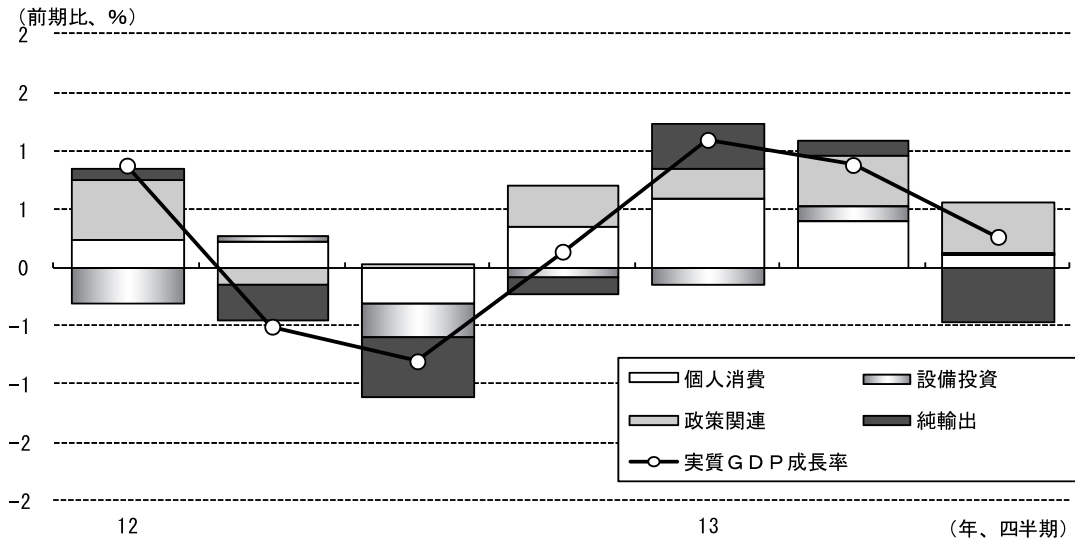 (前期比、%)
2
2
1
1
0
-1
-1
-2
-2
個人消費
設備投資
政策関連
純輸出
実質GDP成長率
12
13
(年、四半期)